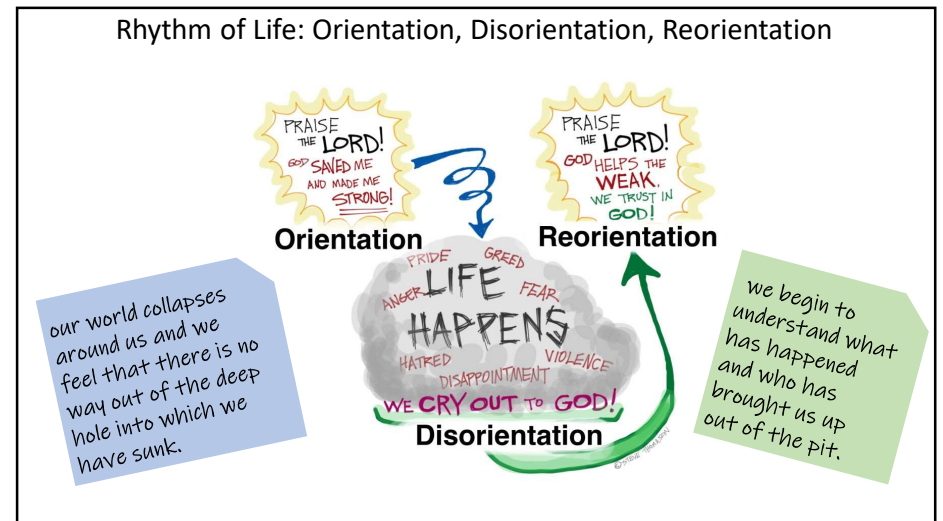 Rhythm of Life: Orientation, Disorientation, Reorientation
PRAISE
THE LORD!
GOD SAVED ME
AND MADE ME
STRONG!
Orientation
PRAISE
THE LORD!
GOD HELPS THE
WEAK.
WE TRUST IN
GOD!
Reorientation
PRIDE GREED
ANGER LIFE FEAR
HAPPENS
HATRED VIOLENCE
DISAPPOINTMENT
WE CRY OUT TO GOD!
Disorientation
©STEVE THOMASON
our world collapses
around us and we
feel that there is no
way out of the deep
hole into which we
have sunk.
we begin to
understand what
has happened
and who has
brought us up
out of the pit.